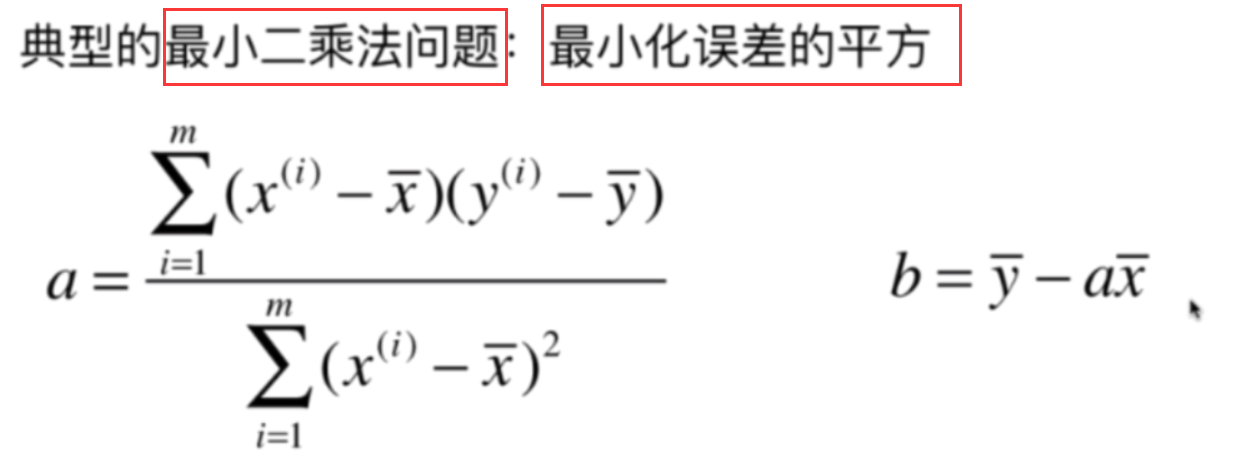 典型的最小二乘法问题：最小化误差的平方
a = \frac{\sum_{i=1}^{m} (x^{(i)} - \overline{x})(y^{(i)} - \overline{y})}{\sum_{i=1}^{m} (x^{(i)} - \overline{x})^2} b = \overline{y} - a\overline{x}